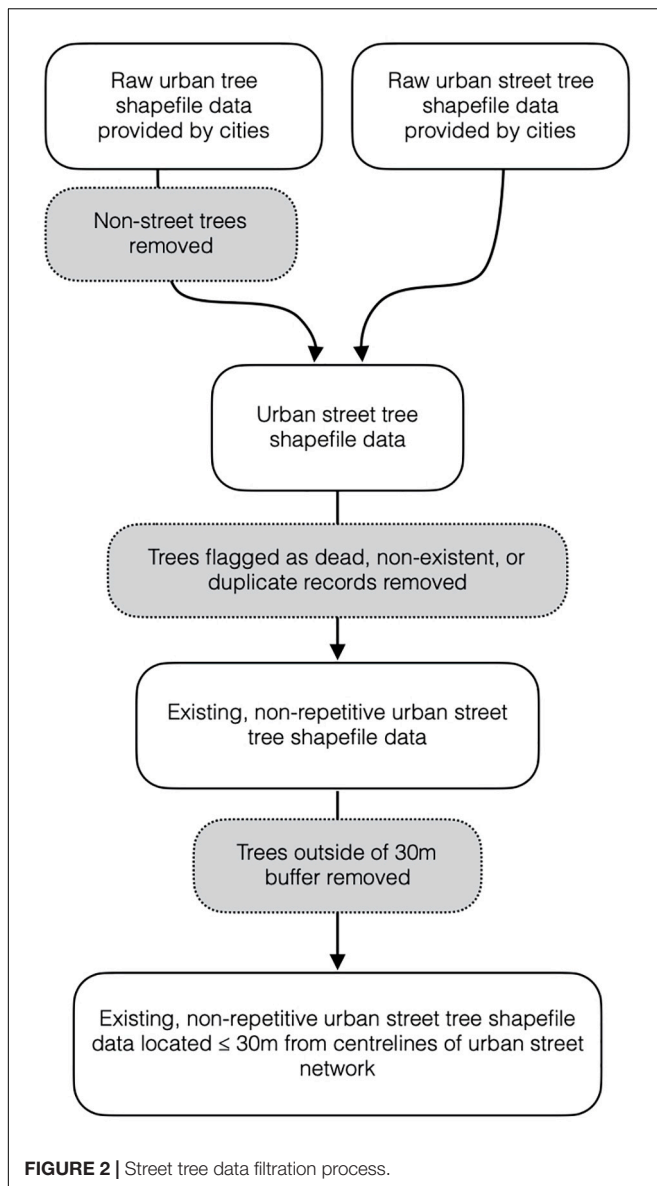 Raw urban tree
shapefile data
provided by cities
Raw urban street tree
shapefile data
provided by cities
Non-street trees
removed
Urban street tree
shapefile data
Trees flagged as dead, non-existent, or
duplicate records removed
Existing, non-repetitive urban street
tree shapefile data
Trees outside of 30m
buffer removed
Existing, non-repetitive urban street tree shapefile
data located ≤ 30m from centrelines of urban street
network
FIGURE 2 | Street tree data filtration process.